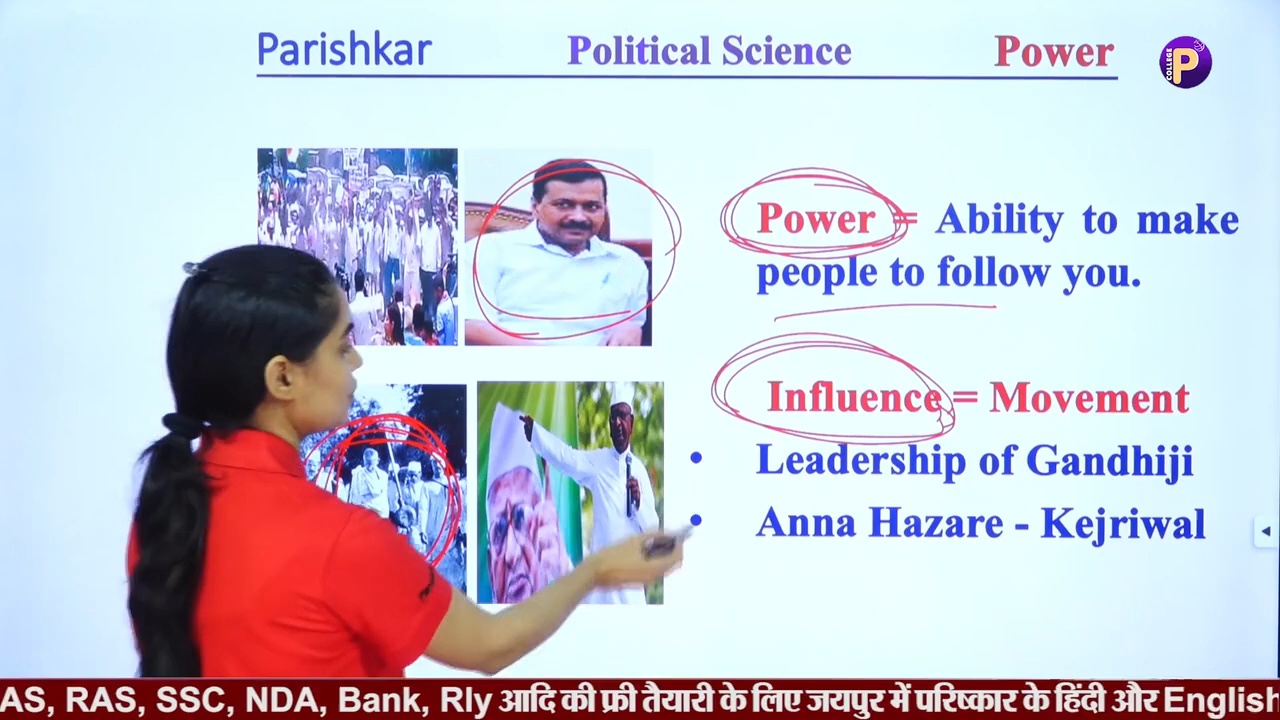 Parishkar Political Science Power
COLLEGE P
Power = Ability to make
people to follow you.
Influence = Movement
• Leadership of Gandhiji
• Anna Hazare - Kejriwal
AS, RAS, SSC, NDA, Bank, Rly आदि की फ्री तैयारी के लिए जयपुर में परिष्कार के हिंदी और English